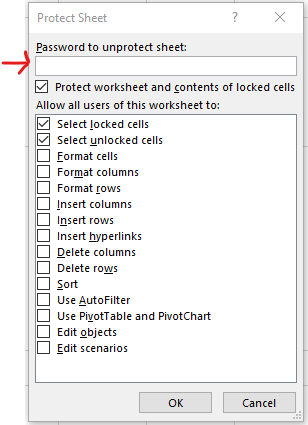 Protect Sheet
Password to unprotect sheet:
Protect worksheet and contents of locked cells
Allow all users of this worksheet to:
Select locked cells
Select unlocked cells
Format cells
Format columns
Format rows
Insert columns
Insert rows
Insert hyperlinks
Delete columns
Delete rows
Sort
Use AutoFilter
Use PivotTable and PivotChart
Edit objects
Edit scenarios
OK Cancel